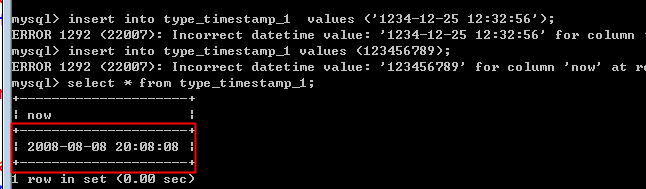 mysql> insert into type_timestamp_1  values ('1234-12-25 12:32:56');
ERROR 1292 (22007): Incorrect datetime value: '1234-12-25 12:32:56' for column
mysql> insert into type_timestamp_1 values (123456789);
ERROR 1292 (22007): Incorrect datetime value: '123456789' for column 'now' at
mysql> select * from type_timestamp_1;
+---------------------+
| now                 |
+---------------------+
| 2008-08-08 20:08:08 |
+---------------------+
1 row in set (0.00 sec)